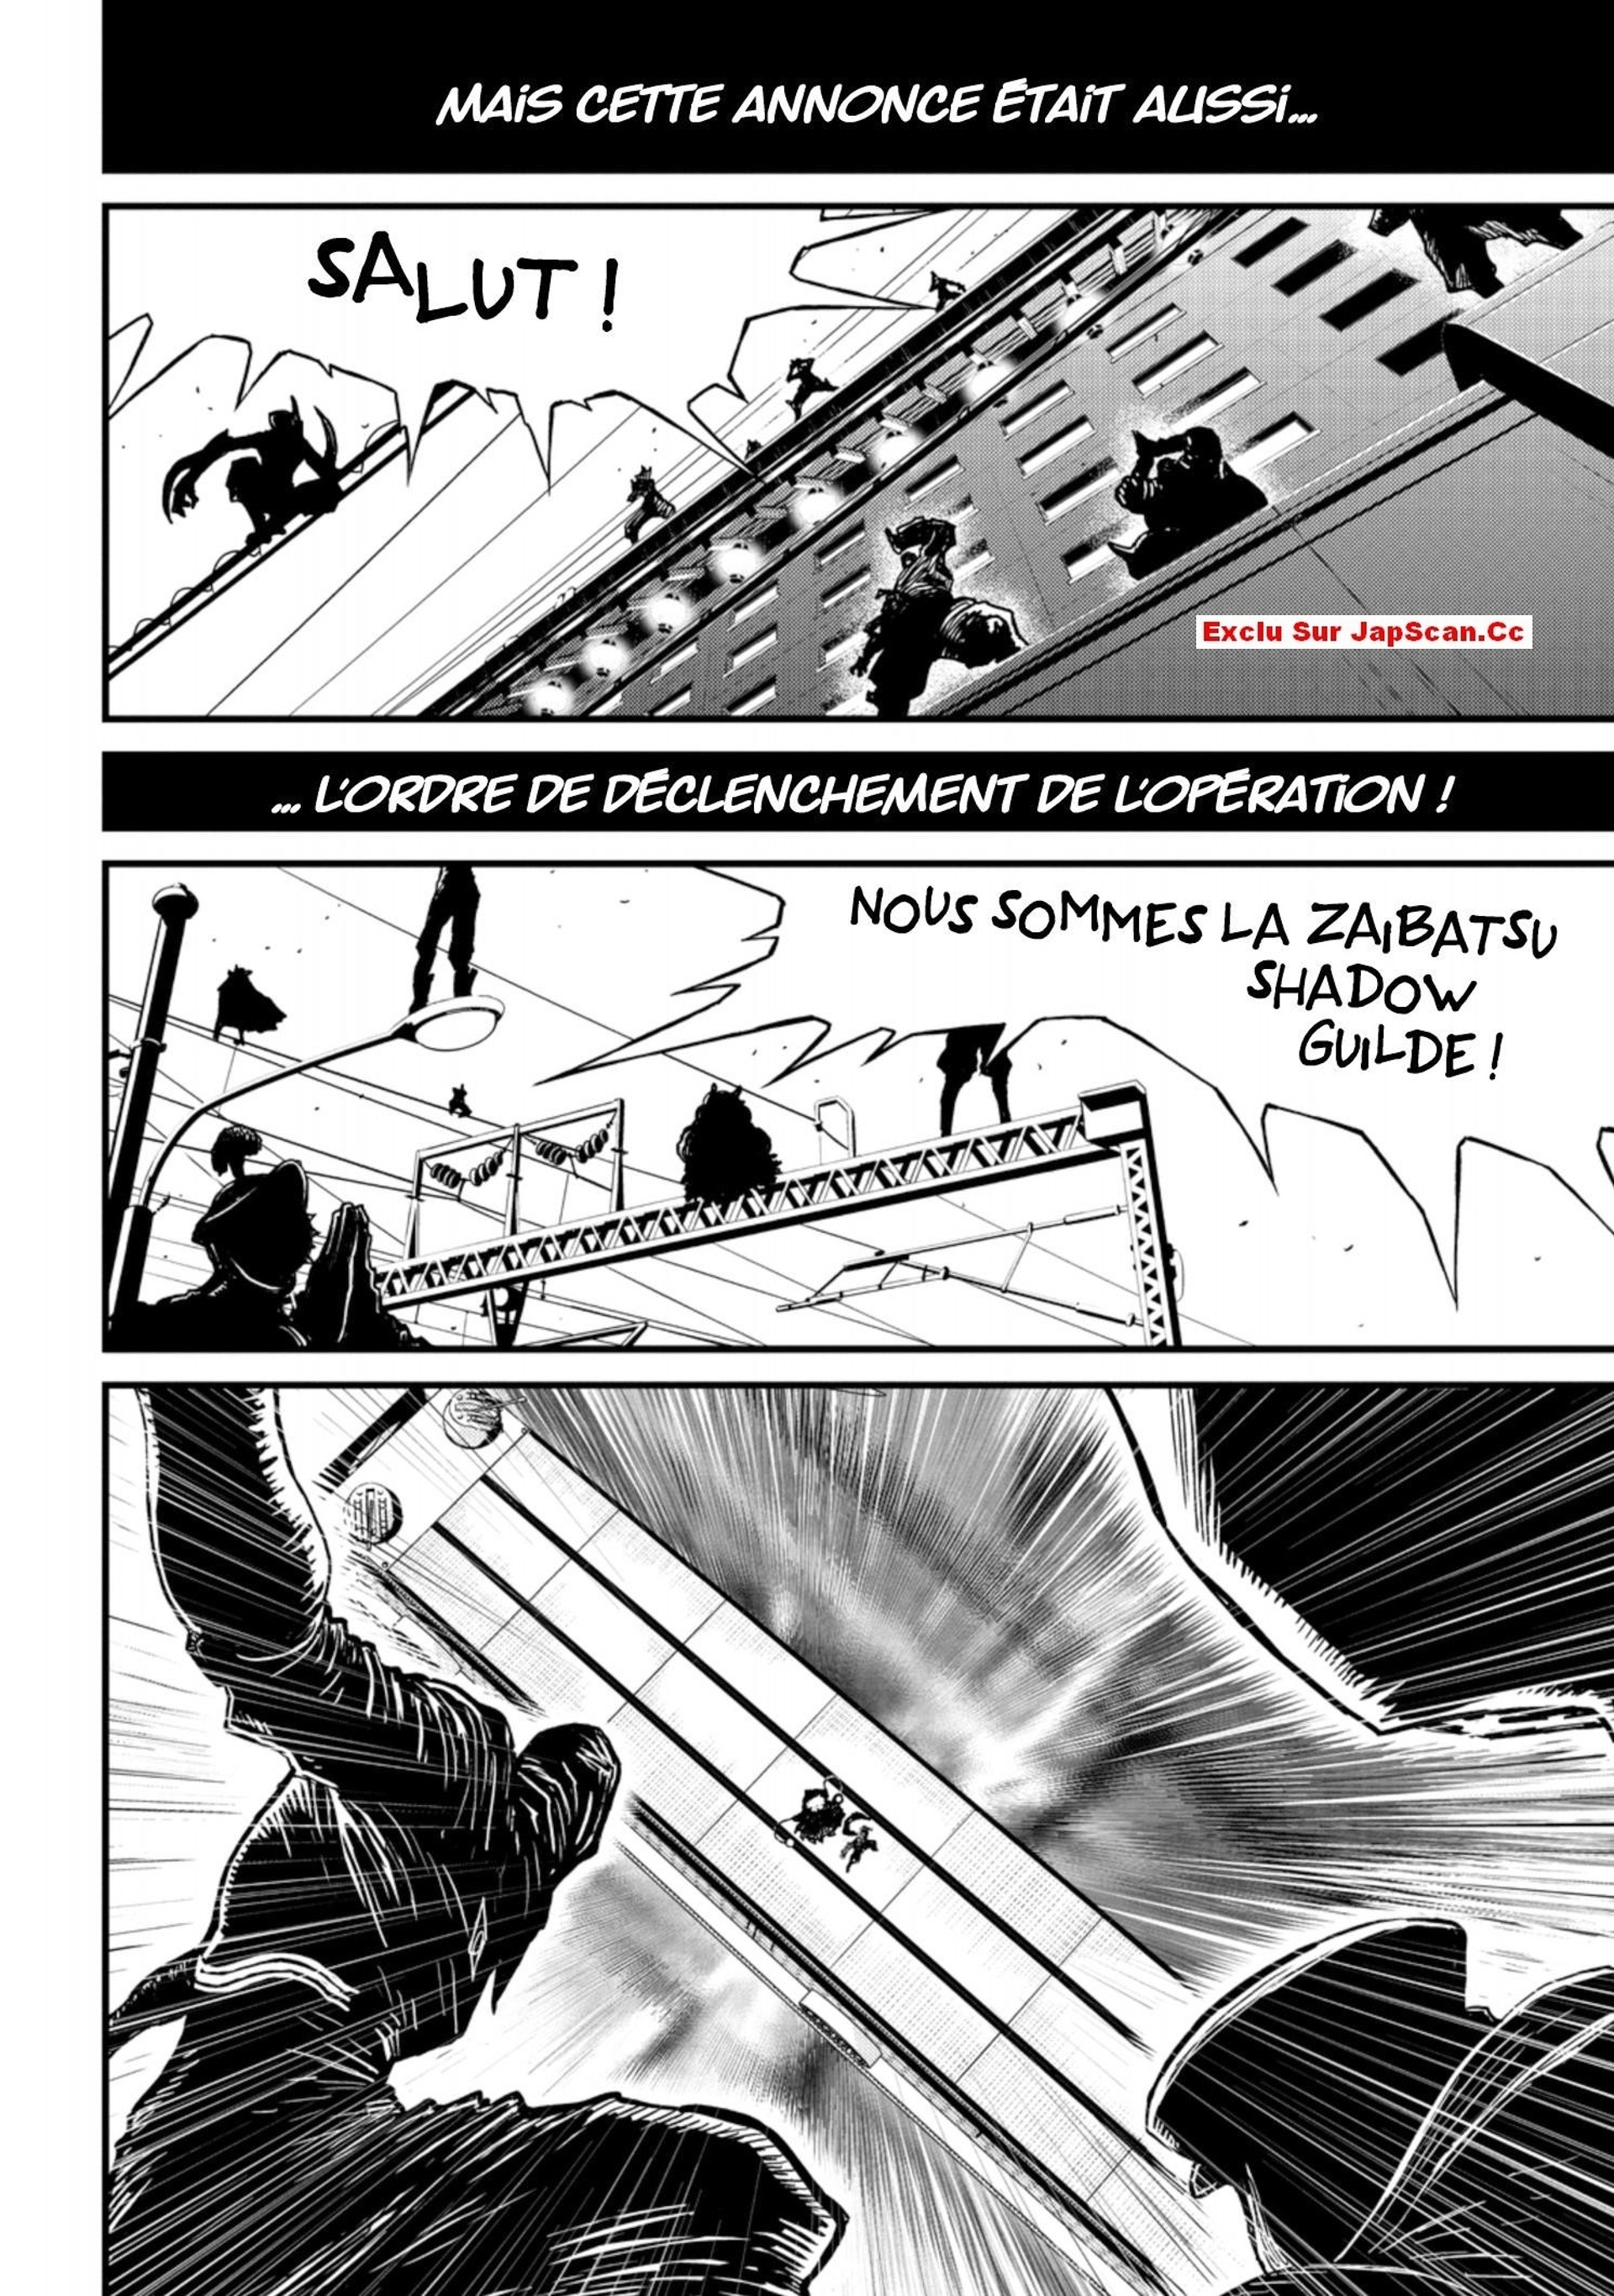 MAIS CETTE ANNONCE ÉTAIT AUSSI...
SALUT !
Exclu Sur JapScan.Cc
... L'ORDRE DE DÉCLENCHEMENT DE L'OPÉRATION !
NOUS SOMMES LA ZAIBATSU
SHADOW
GUILDE !